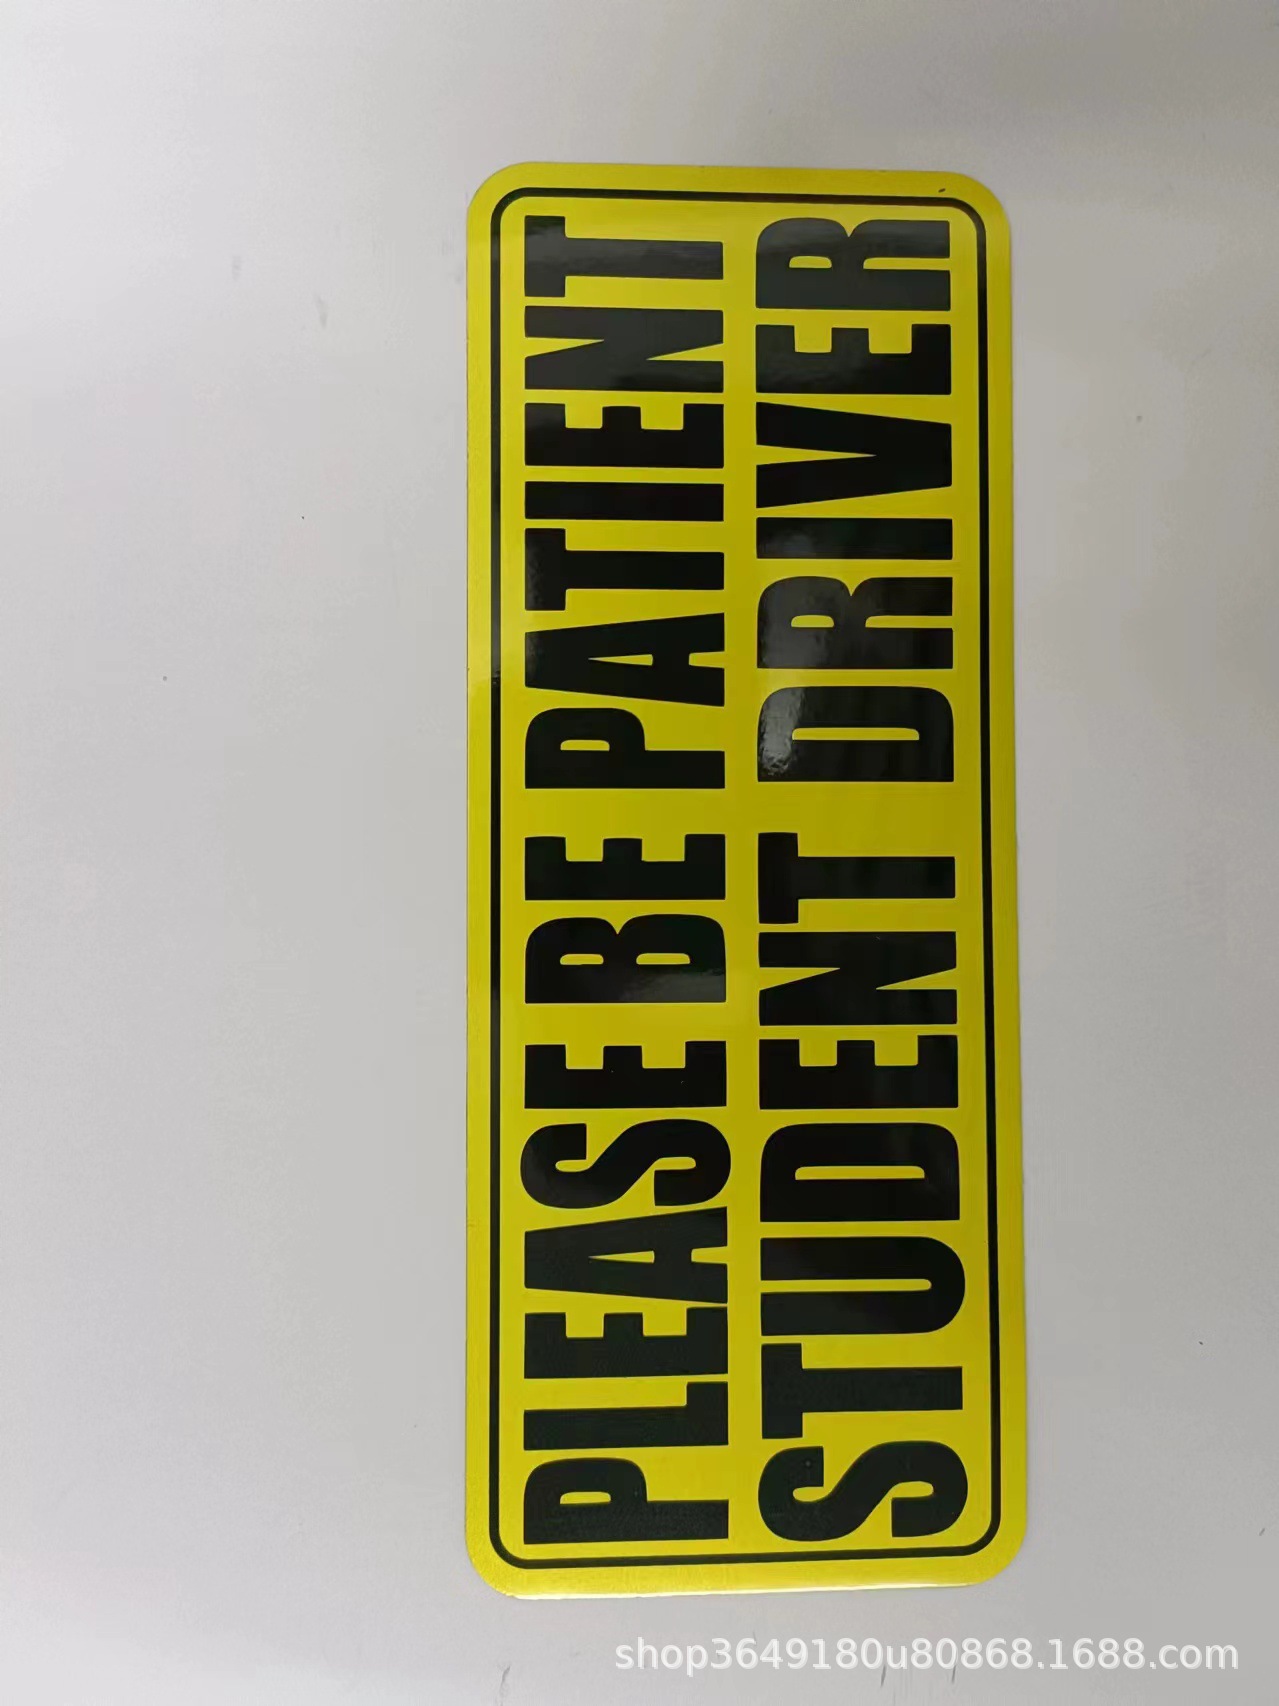 PLEASE BE PATIENT
STUDENT DRIVER
shop3649180u80868.1688.com